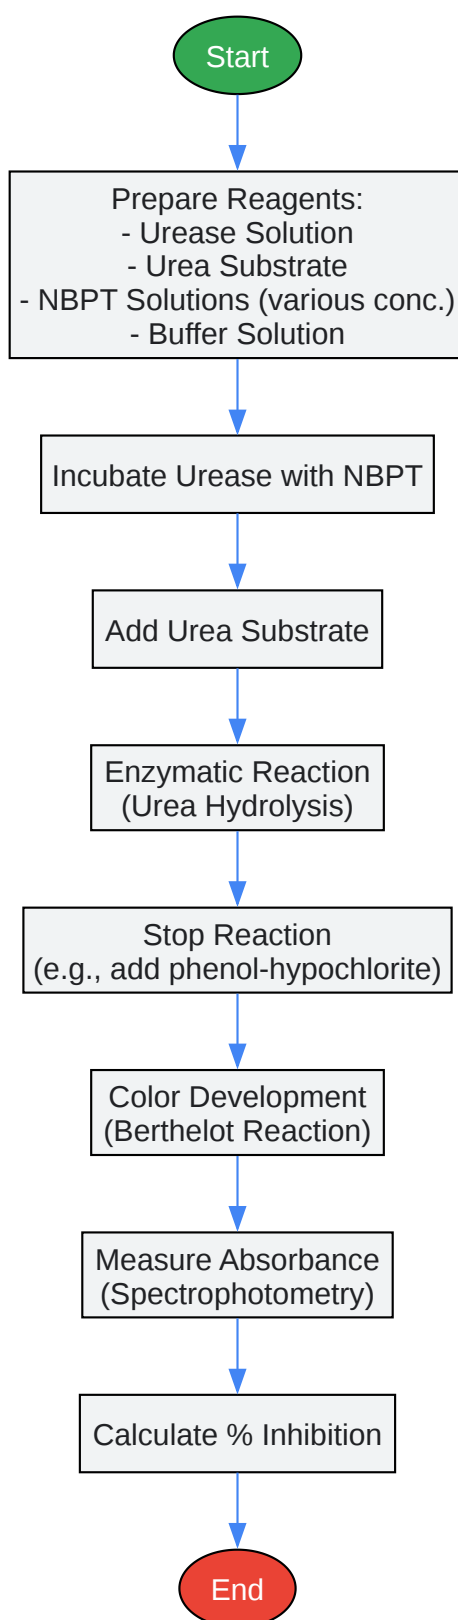 Start
Prepare Reagents:
- Urease Solution
- Urea Substrate
- NBPT Solutions (various conc.)
- Buffer Solution
Incubate Urease with NBPT
Add Urea Substrate
Enzymatic Reaction
(Urea Hydrolysis)
Stop Reaction
(e.g., add phenol-hypochlorite)
Color Development
(Berthelot Reaction)
Measure Absorbance
(Spectrophotometry)
Calculate % Inhibition
End